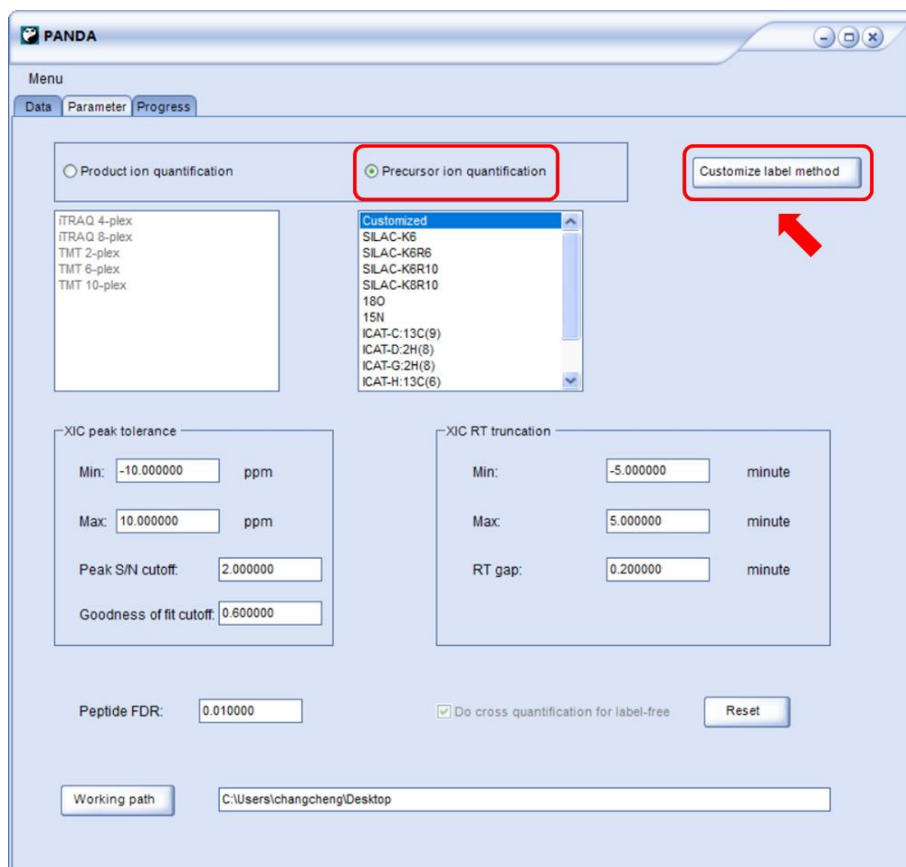 PANDA
Menu
Data Parameter Progress
Product ion quantification Precursor ion quantification Customize label method
iTRAQ 4-plex
iTRAQ 8-plex
TMT 2-plex
TMT 6-plex
TMT 10-plex
Customized
SILAC-K6
SILAC-K6R6
SILAC-K6R10
SILAC-K8R10
18O
15N
ICAT-C:13C(9)
ICAT-D:2H(8)
ICAT-G:2H(8)
ICAT-H:13C(6)
XIC peak tolerance
Min: -10.000000 ppm
Max: 10.000000 ppm
Peak S/N cutoff: 2.000000
Goodness of fit cutoff: 0.600000
XIC RT truncation
Min: -5.000000 minute
Max: 5.000000 minute
RT gap: 0.200000 minute
Peptide FDR: 0.010000 Do cross quantification for label-free Reset
Working path C:\Users\changcheng\Desktop